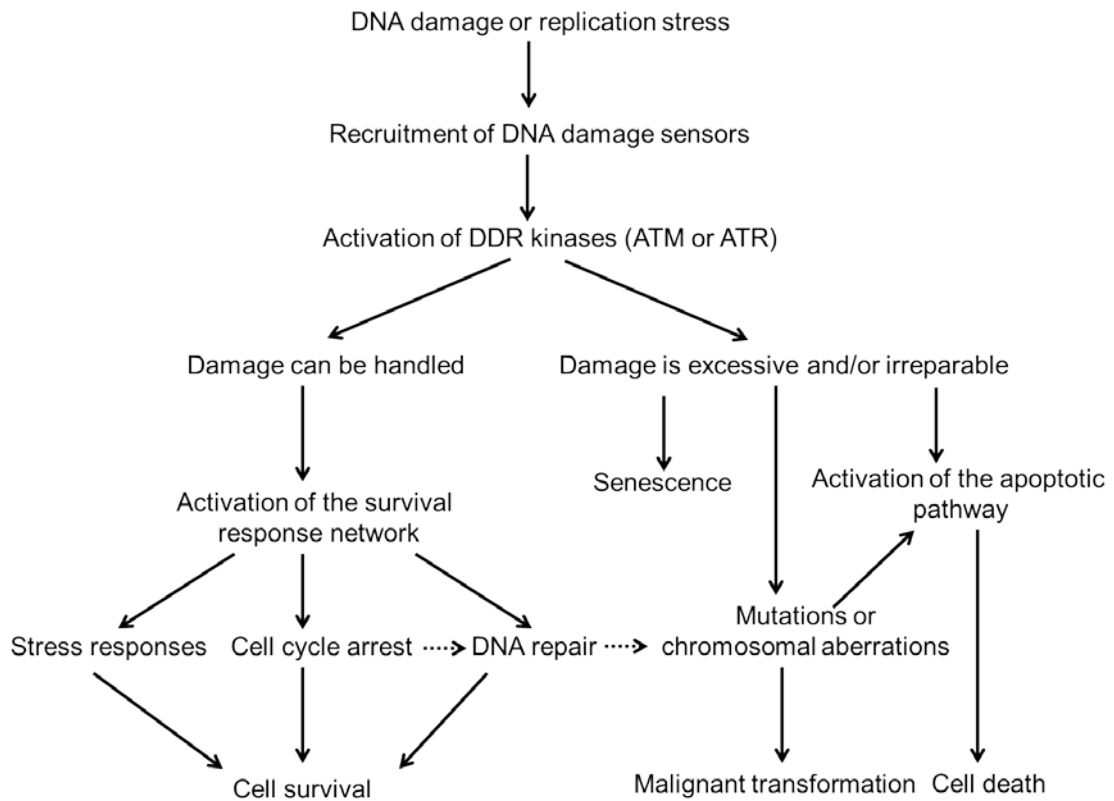 DNA damage or replication stress
Recruitment of DNA damage sensors
Activation of DDR kinases (ATM or ATR)
Damage can be handled
Damage is excessive and/or irreparable
Senescence
Activation of the apoptotic
pathway
Activation of the survival
response network
Stress responses
Cell cycle arrest
DNA repair
Mutations or
chromosomal aberrations
Cell survival
Malignant transformation
Cell death